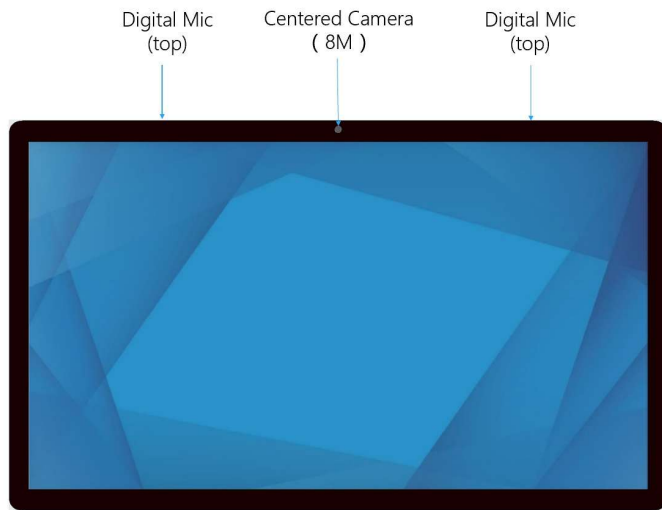 Digital Mic
(top)
Centered Camera
( 8M )
Digital Mic
(top)